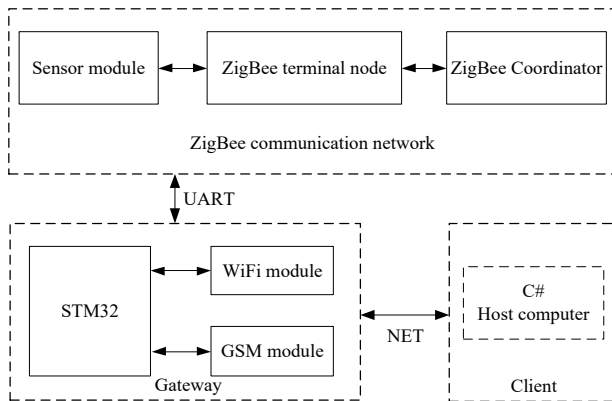 Sensor module
ZigBee terminal node
ZigBee Coordinator
ZigBee communication network
UART
STM32
WiFi module
GSM module
Gateway
NET
C#
Host computer
Client